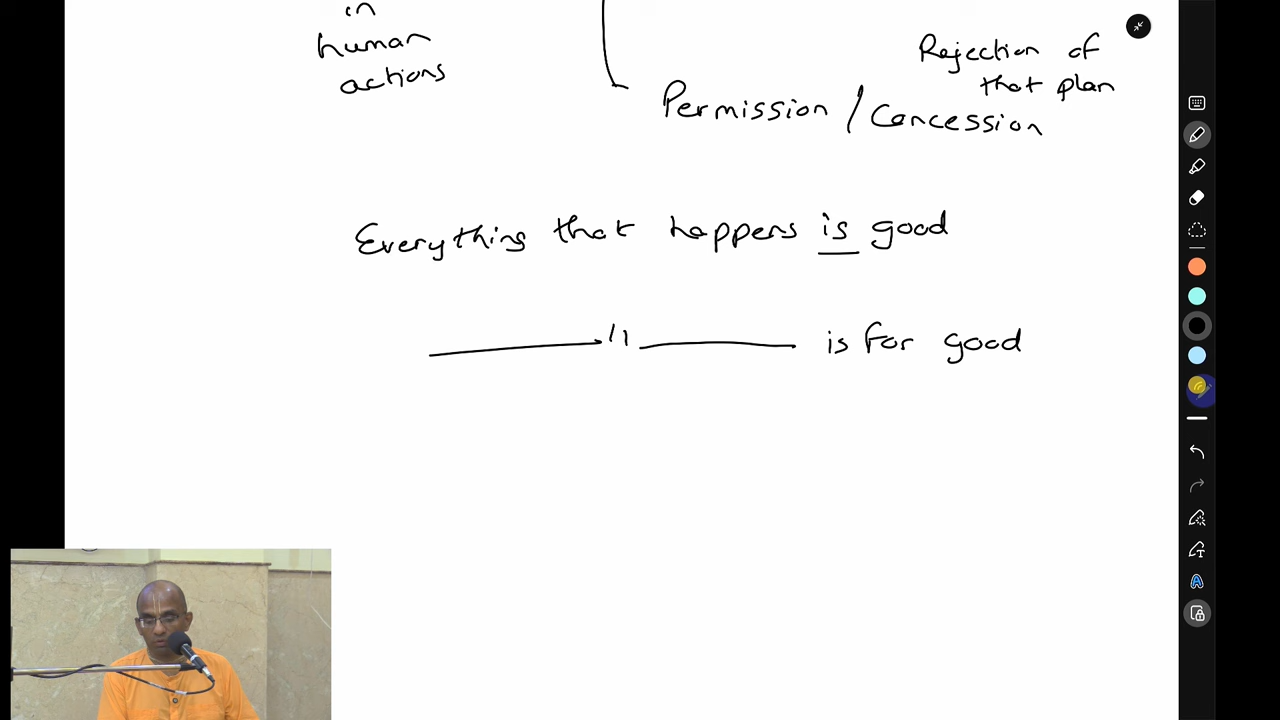 in
human
actions
Rejection of
that plan
Permission / Concession
Everything that happens is good
———— " ———— is for good